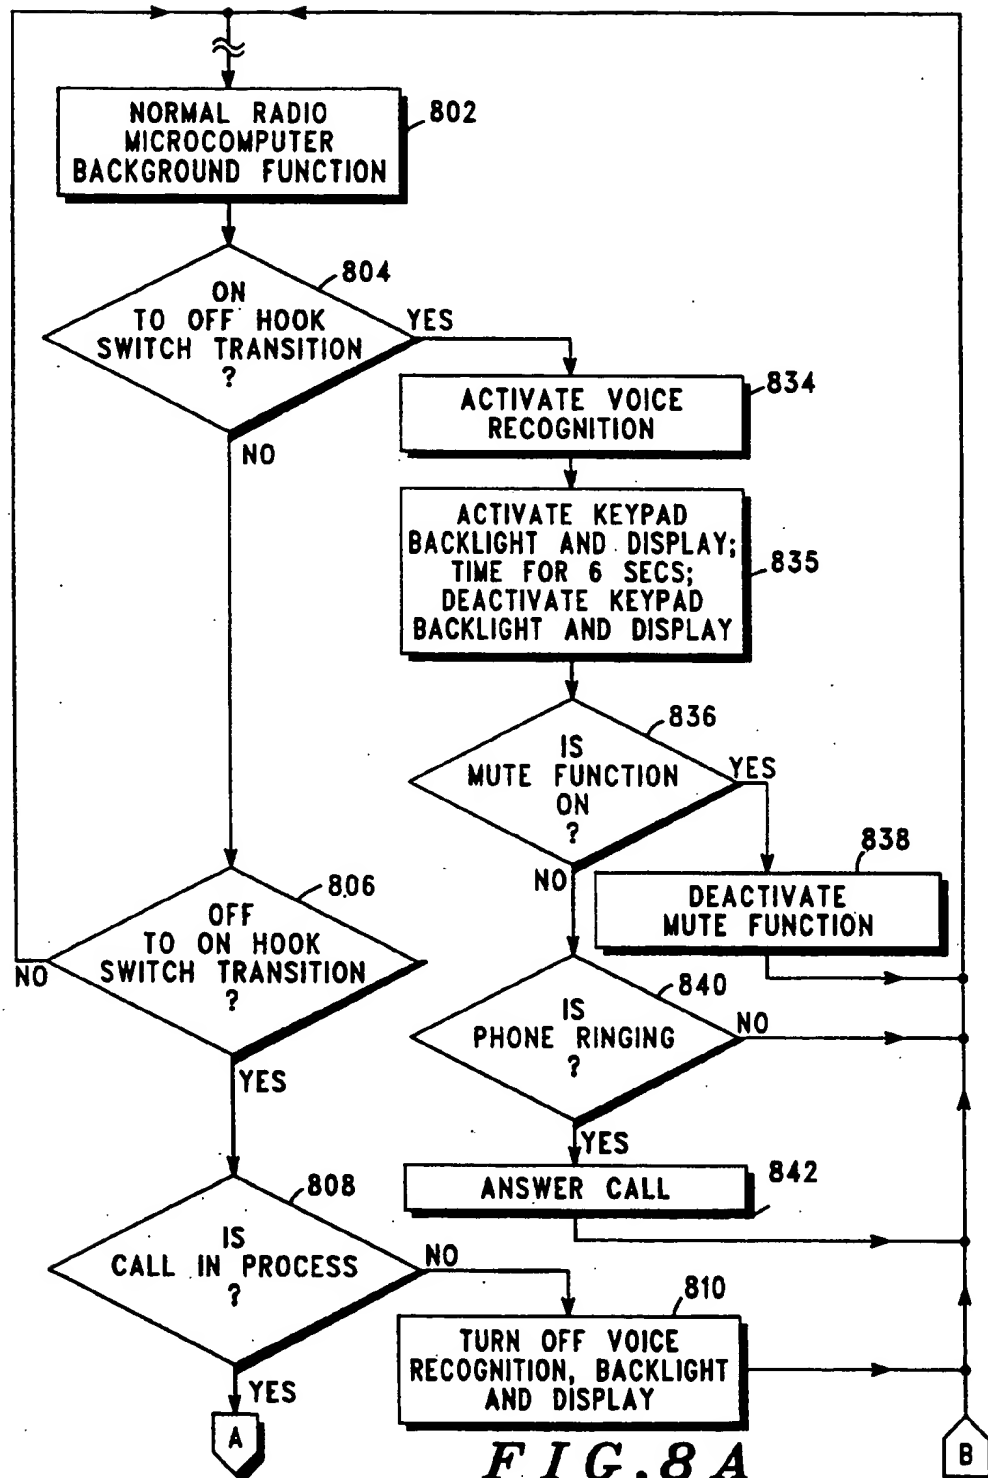 NORMAL RADIO
MICROCOMPUTER
BACKGROUND FUNCTION
802
ON
TO OFF HOOK
SWITCH TRANSITION
?
804
YES
NO
ACTIVATE VOICE
RECOGNITION
834
ACTIVATE KEYPAD
BACKLIGHT AND DISPLAY;
TIME FOR 6 SECS;
DEACTIVATE KEYPAD
BACKLIGHT AND DISPLAY
835
IS
MUTE FUNCTION
ON
?
836
YES
NO
DEACTIVATE
MUTE FUNCTION
838
OFF
TO ON HOOK
SWITCH TRANSITION
?
806
NO
YES
IS
PHONE RINGING
?
840
NO
YES
ANSWER CALL
842
IS
CALL IN PROCESS
?
808
NO
YES
TURN OFF VOICE
RECOGNITION, BACKLIGHT
AND DISPLAY
810
A
B
FIG.8A